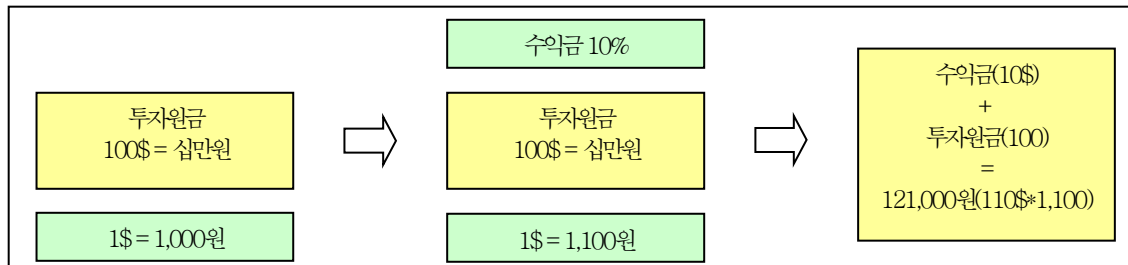 투자원금
100$ = 십만원
1$ = 1,000원
수익금 10%
투자원금
100$ = 십만원
1$ = 1,100원
수익금(10$)
+
투자원금(100)
=
121,000원(110$*1,100)